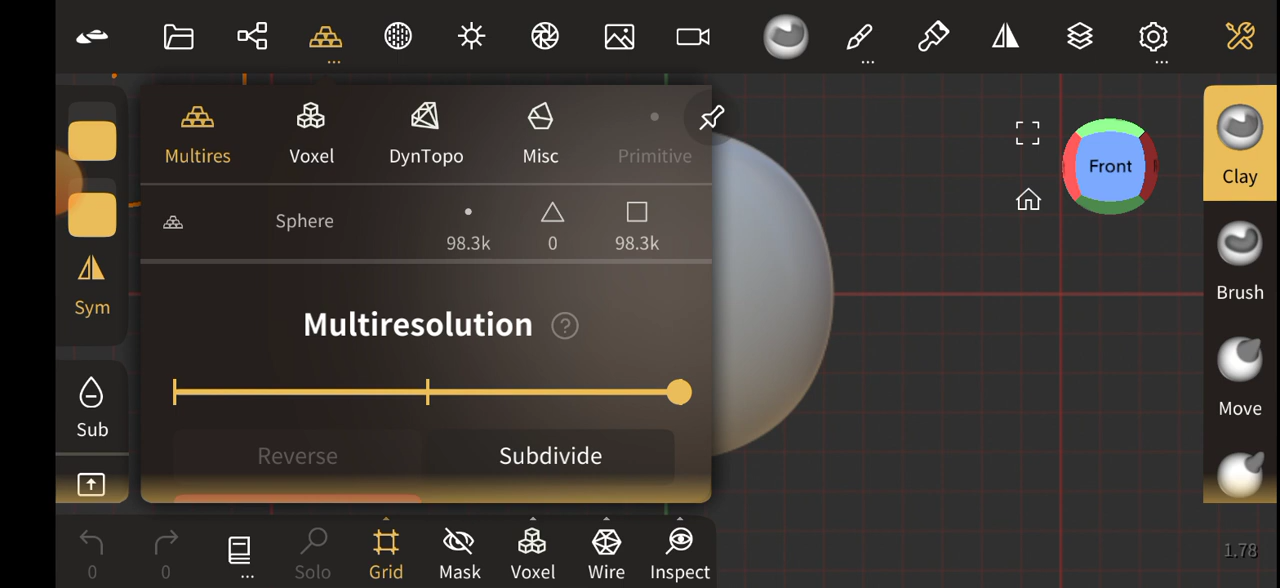 ...
...
...
Multires Voxel DynTopo Misc Primitive
Sphere 98.3k 0 98.3k
Multiresolution ?
Reverse Subdivide
Sym
Sub
Front
Clay
Brush
Move
0 0 ... Solo Grid Mask Voxel Wire Inspect
1.78